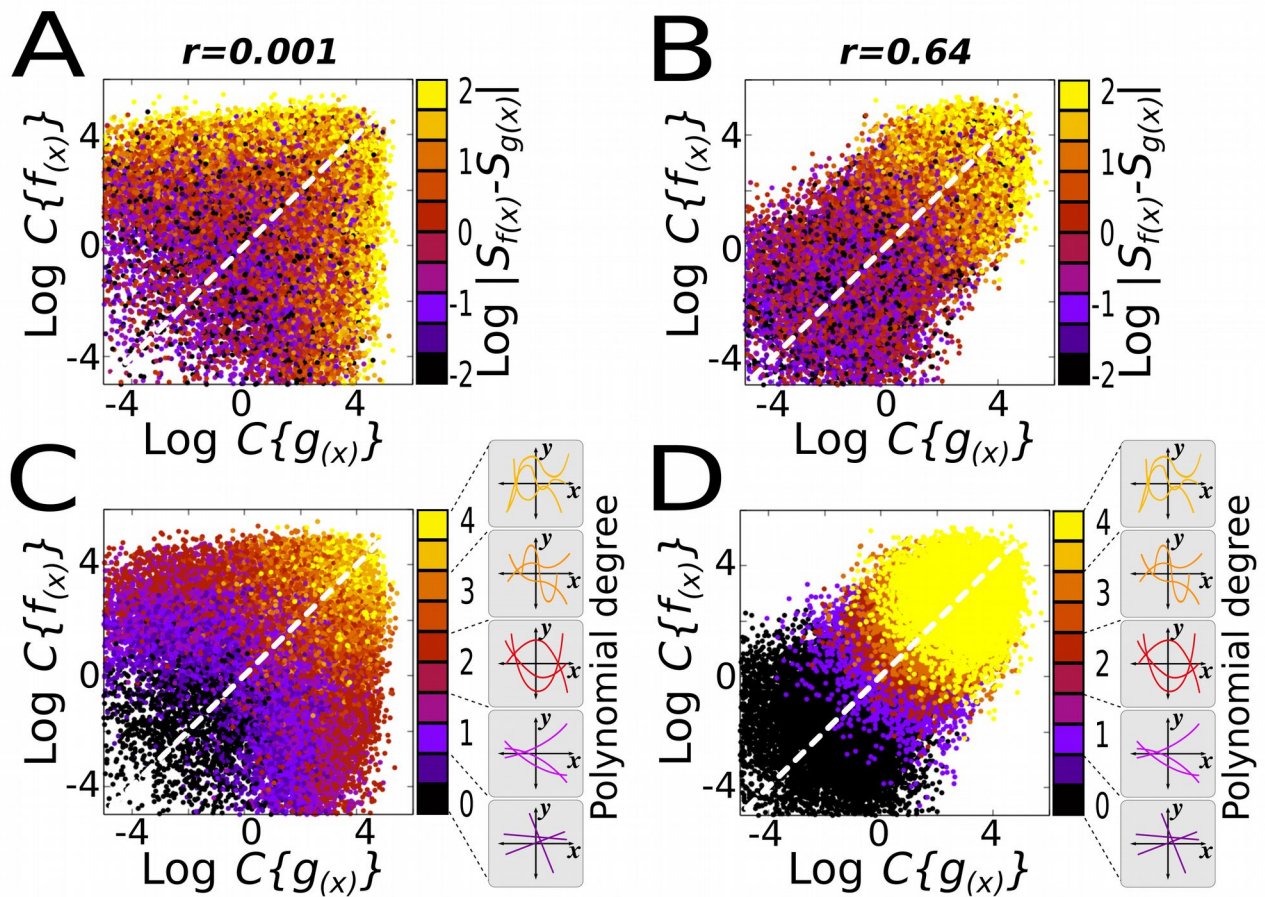 A
r=0.001
Log C{f(x)}
4
0
-4
-4
0
4
Log C{g(x)}
2
1
0
-1
-2
Log |Sf(x)-Sg(x)|
B
r=0.64
Log C{f(x)}
4
0
-4
-4
0
4
Log C{g(x)}
2
1
0
-1
-2
Log |Sf(x)-Sg(x)|
C
Log C{f(x)}
4
0
-4
-4
0
4
Log C{g(x)}
4
3
2
1
0
y
x
y
x
y
x
y
x
y
x
Polynomial degree
D
Log C{f(x)}
4
0
-4
-4
0
4
Log C{g(x)}
4
3
2
1
0
y
x
y
x
y
x
y
x
y
x
Polynomial degree